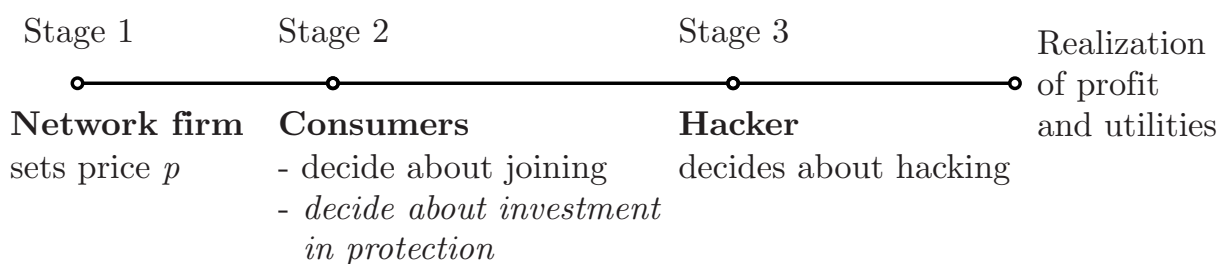 Stage 1
Stage 2
Stage 3
Realization
of profit
and utilities
Network firm
sets price p
Consumers
- decide about joining
- decide about investment
in protection
Hacker
decides about hacking